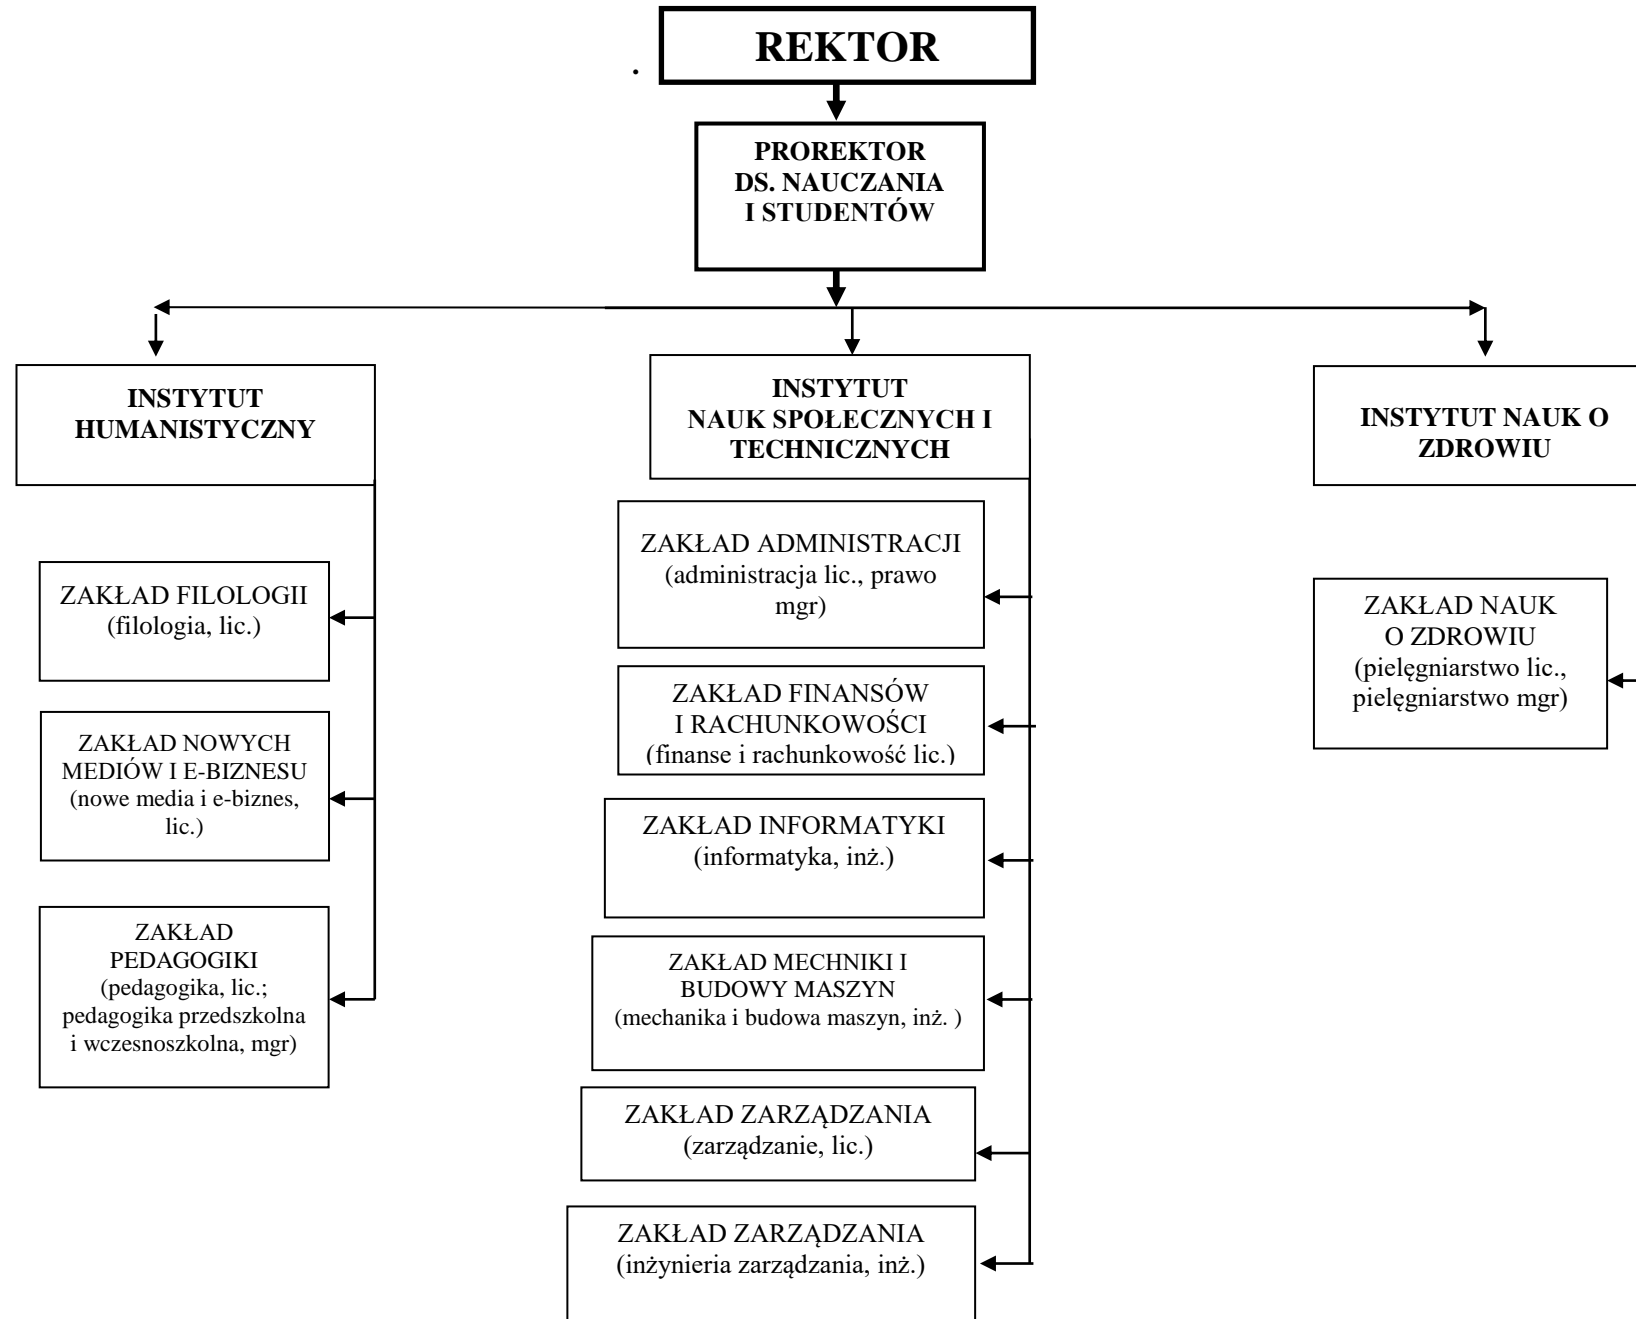 REKTOR
.
PROREKTOR
DS. NAUCZANIA
I STUDENTÓW
INSTYTUT
HUMANISTYCZNY
ZAKŁAD FILOLOGII
(filologia, lic.)
ZAKŁAD NOWYCH
MEDIÓW I E-BIZNESU
(nowe media i e-biznes,
lic.)
ZAKŁAD
PEDAGOGIKI
(pedagogika, lic.;
pedagogika przedszkolna
i wczesnoszkolna, mgr)
INSTYTUT
NAUK SPOŁECZNYCH I
TECHNICZNYCH
ZAKŁAD ADMINISTRACJI
(administracja lic., prawo
mgr)
ZAKŁAD FINANSÓW
I RACHUNKOWOŚCI
(finanse i rachunkowość lic.)
ZAKŁAD INFORMATYKI
(informatyka, inż.)
ZAKŁAD MECHNIKI I
BUDOWY MASZYN
(mechanika i budowa maszyn, inż. )
ZAKŁAD ZARZĄDZANIA
(zarządzanie, lic.)
ZAKŁAD ZARZĄDZANIA
(inżynieria zarządzania, inż.)
INSTYTUT NAUK O
ZDROWIU
ZAKŁAD NAUK
O ZDROWIU
(pielęgniarstwo lic.,
pielęgniarstwo mgr)